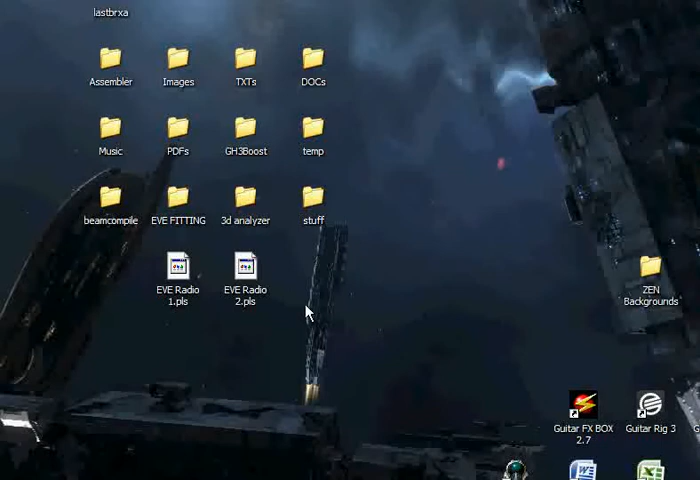 lastbrxa
Assembler
Images
TXTs
DOCs
Music
PDFs
GH3Boost
temp
beamcompile
EVE FITTING
3d analyzer
stuff
EVE Radio
1.pls
EVE Radio
2.pls
ZEN
Backgrounds
Guitar FX BOX
2.7
Guitar Rig 3
G